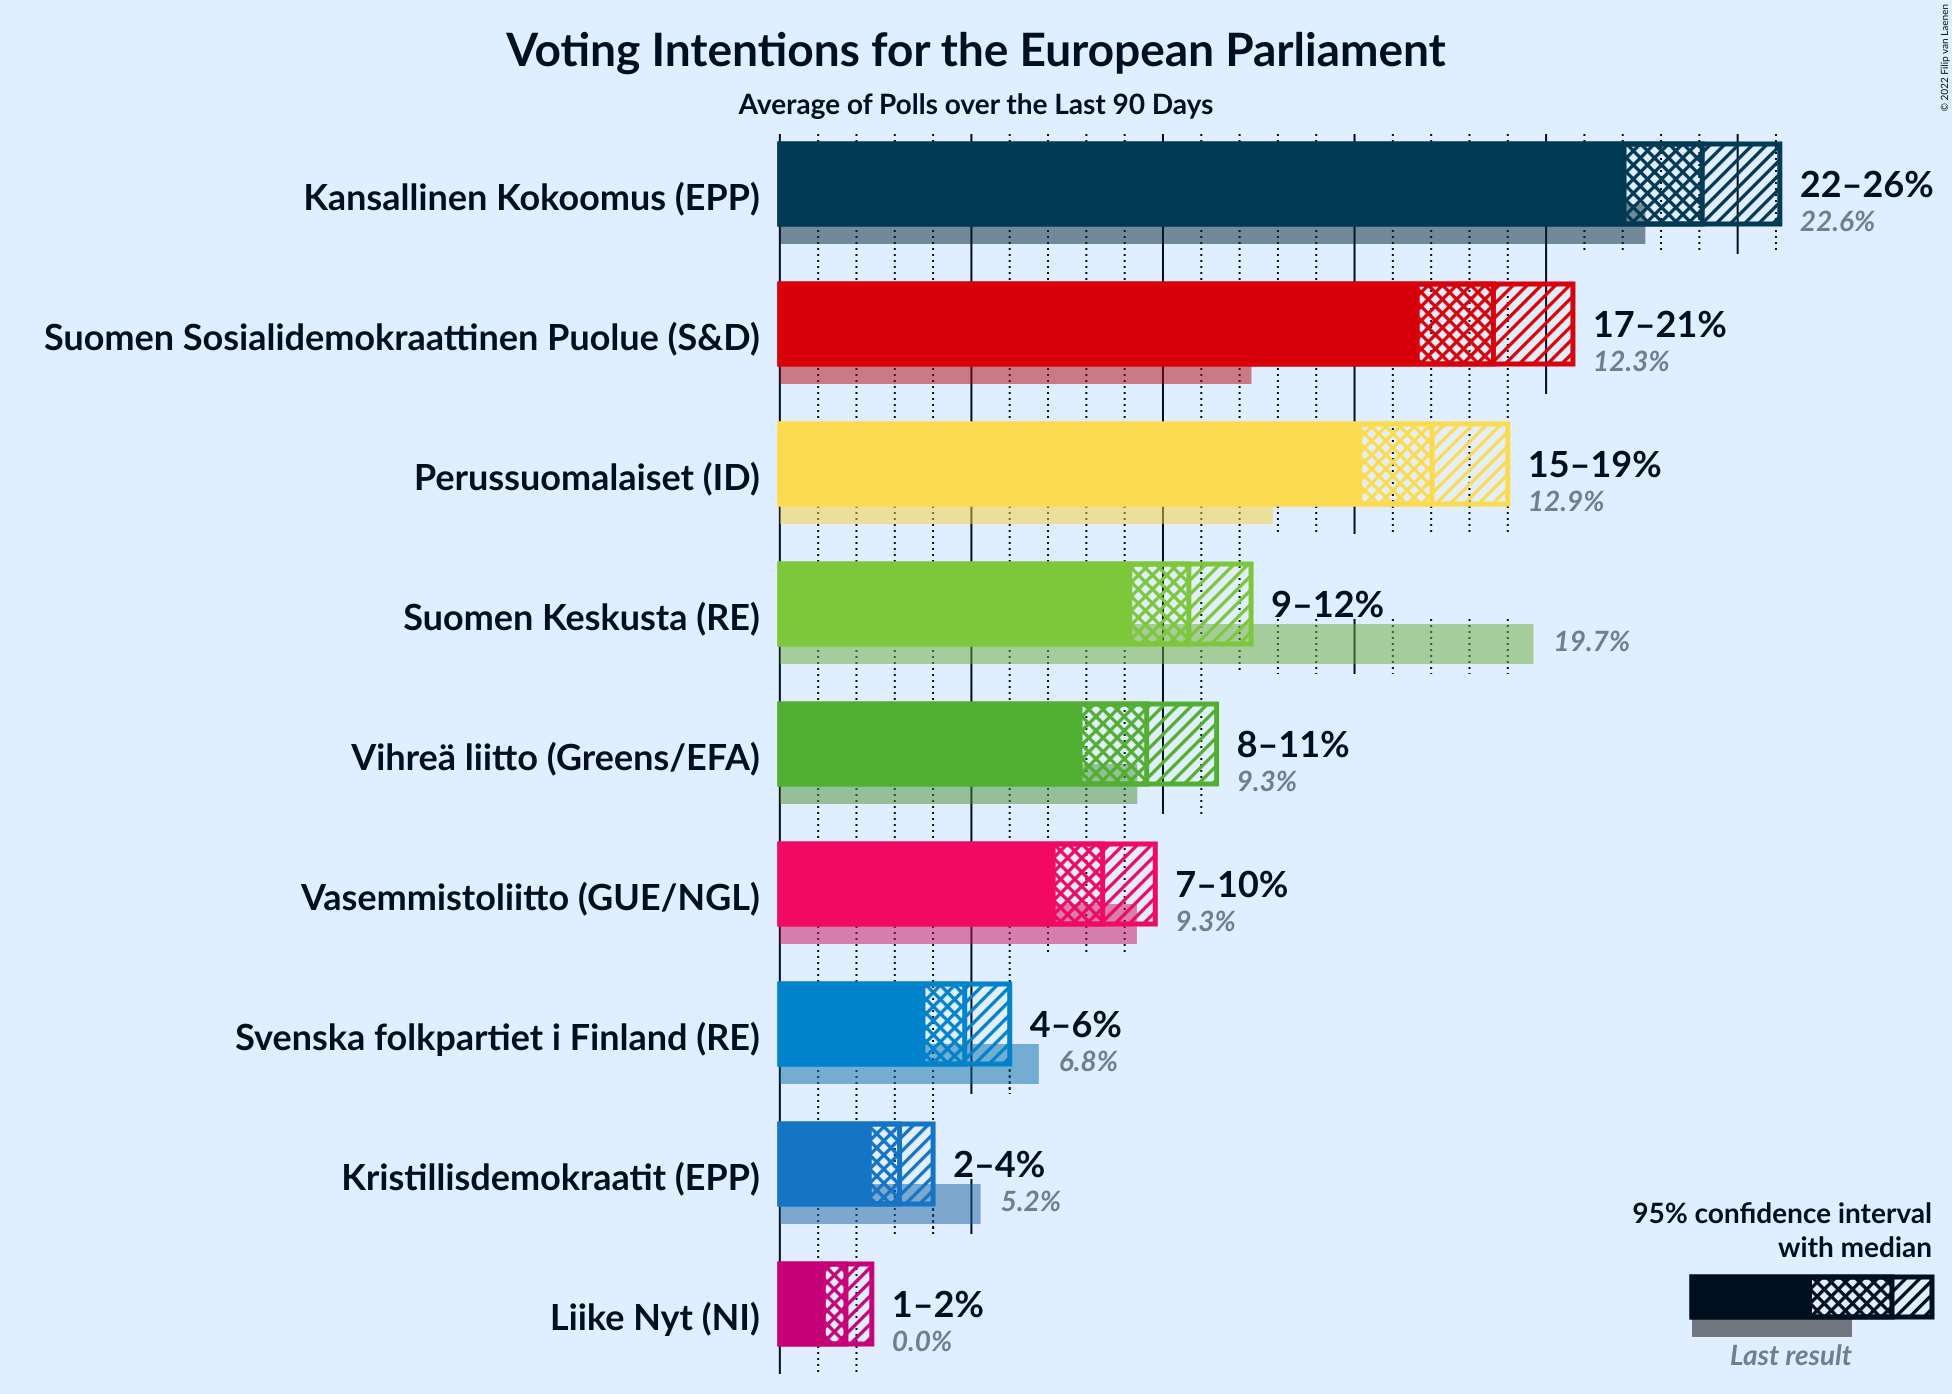 Voting Intentions for the European Parliament
Average of Polls over the Last 90 Days
© 2022 Filip van Laenen
Kansallinen Kokoomus (EPP)
22–26%
22.6%
Suomen Sosialidemokraattinen Puolue (S&D)
17–21%
12.3%
Perussuomalaiset (ID)
15–19%
12.9%
Suomen Keskusta (RE)
9–12%
19.7%
Vihreä liitto (Greens/EFA)
8–11%
9.3%
Vasemmistoliitto (GUE/NGL)
7–10%
9.3%
Svenska folkpartiet i Finland (RE)
4–6%
6.8%
Kristillisdemokraatit (EPP)
2–4%
5.2%
Liike Nyt (NI)
1–2%
0.0%
95% confidence interval
with median
Last result